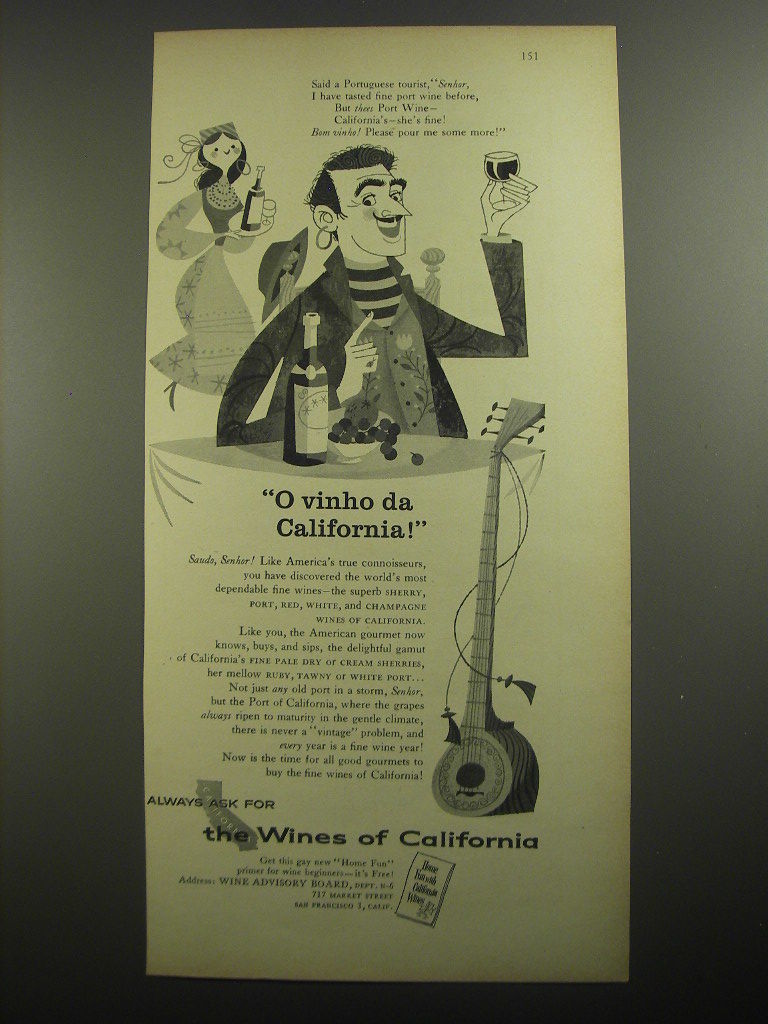 151
Said a Portuguese tourist, "Senhor,
I have tasted fine port wine before,
But thees Port Wine—
California's—she's fine!
Bom vinho! Please pour me some more!"
"O vinho da
California!"
Saudo, Senhor! Like America's true connoisseurs,
you have discovered the world's most
dependable fine wines—the superb SHERRY,
PORT, RED, WHITE, and CHAMPAGNE
WINES OF CALIFORNIA.
Like you, the American gourmet now
knows, buys, and sips, the delightful gamut
of California's FINE PALE DRY or CREAM SHERRIES,
her mellow RUBY, TAWNY or WHITE PORT...
Not just any old port in a storm, Senhor,
but the Port of California, where the grapes
always ripen to maturity in the gentle climate,
there is never a "vintage" problem, and
every year is a fine wine year!
Now is the time for all good gourmets to
buy the fine wines of California!
CALIFORNIA
ALWAYS ASK FOR
the Wines of California
Get this gay new "Home Fun"
primer for wine beginners—it's Free!
Address: WINE ADVISORY BOARD, DEPT. N-6
717 MARKET STREET
SAN FRANCISCO 3, CALIF.
Home
Fun with
California
Wines